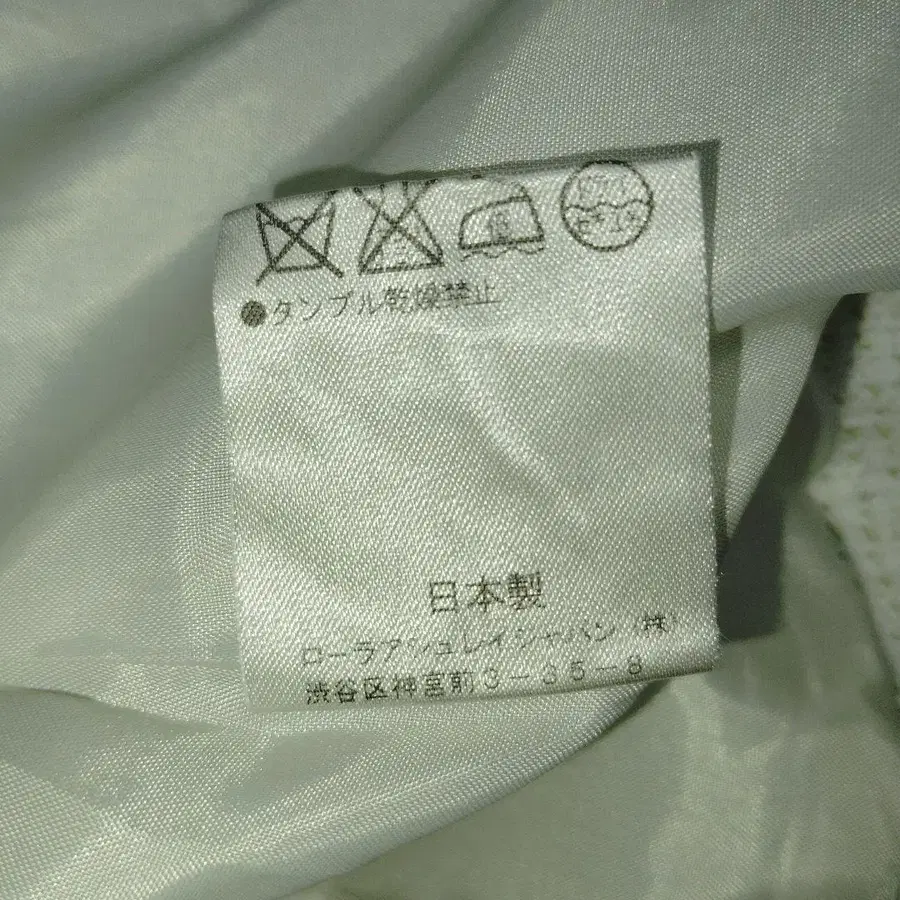 ●タンブル乾燥禁止
日本製
ローラアシュレイジャパン（株）
渋谷区神宮前３－３５－８